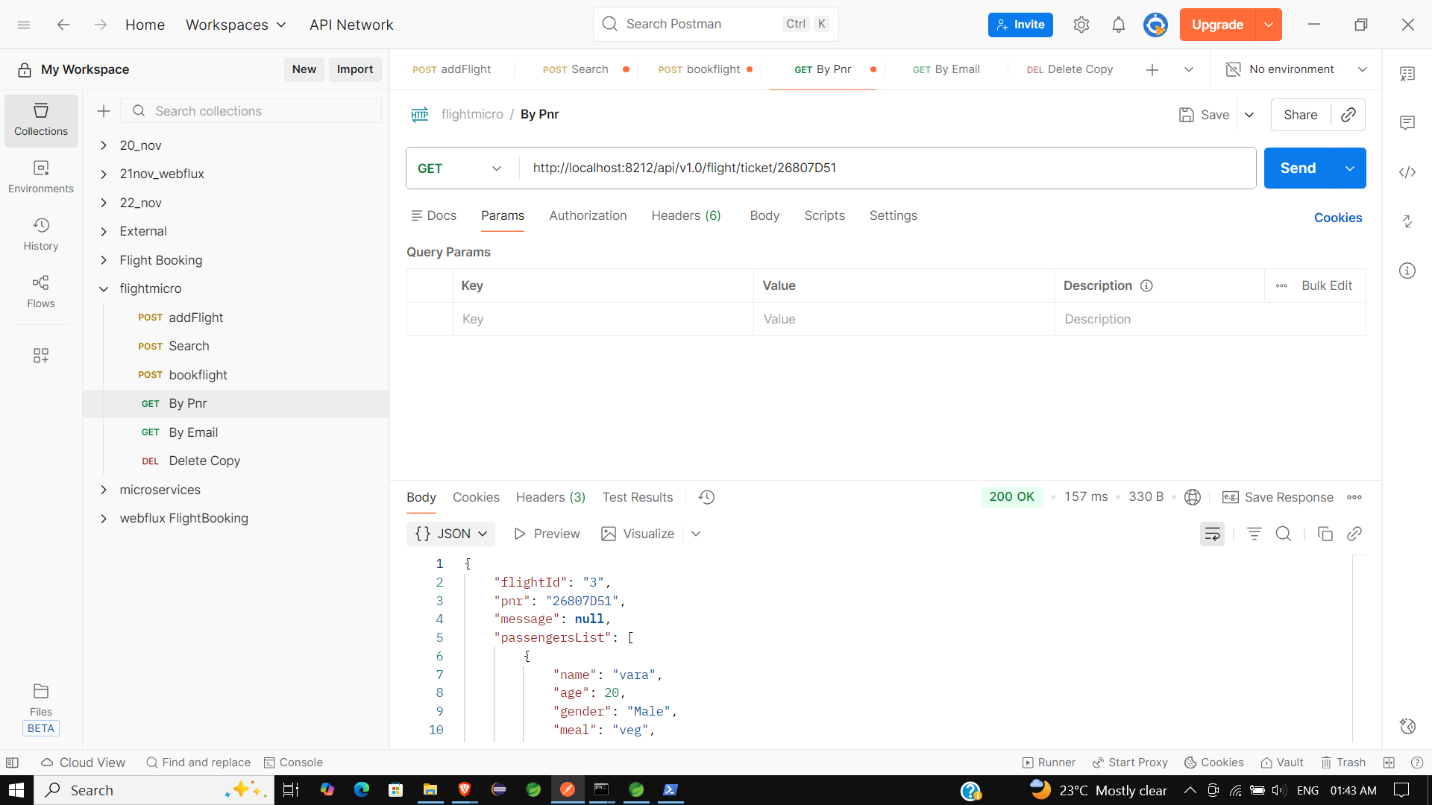 Home Workspaces API Network Search Postman Ctrl K Invite Upgrade
My Workspace New Import POST addFlight POST Search POST bookflight GET By Pnr GET By Email DEL Delete Copy No environment
Collections
Environments
History
Flows
Files
BETA
Search collections
20_nov
21nov_webflux
22_nov
External
Flight Booking
flightmicro
POST addFlight
POST Search
POST bookflight
GET By Pnr
GET By Email
DEL Delete Copy
microservices
webflux FlightBooking
HTTP flightmicro / By Pnr Save Share
GET http://localhost:8212/api/v1.0/flight/ticket/26807D51 Send
Docs Params Authorization Headers (6) Body Scripts Settings Cookies
Query Params
Key Value Description Bulk Edit
Key Value Description
Body Cookies Headers (3) Test Results 200 OK 157 ms 330 B e.g. Save Response
{} JSON Preview Visualize
1 {
2 "flightId": "3",
3 "pnr": "26807D51",
4 "message": null,
5 "passengersList": [
6 {
7 "name": "vara",
8 "age": 20,
9 "gender": "Male",
10 "meal": "veg",
Cloud View Find and replace Console Runner Start Proxy Cookies Vault Trash
Search 23°C Mostly clear ENG 01:43 AM